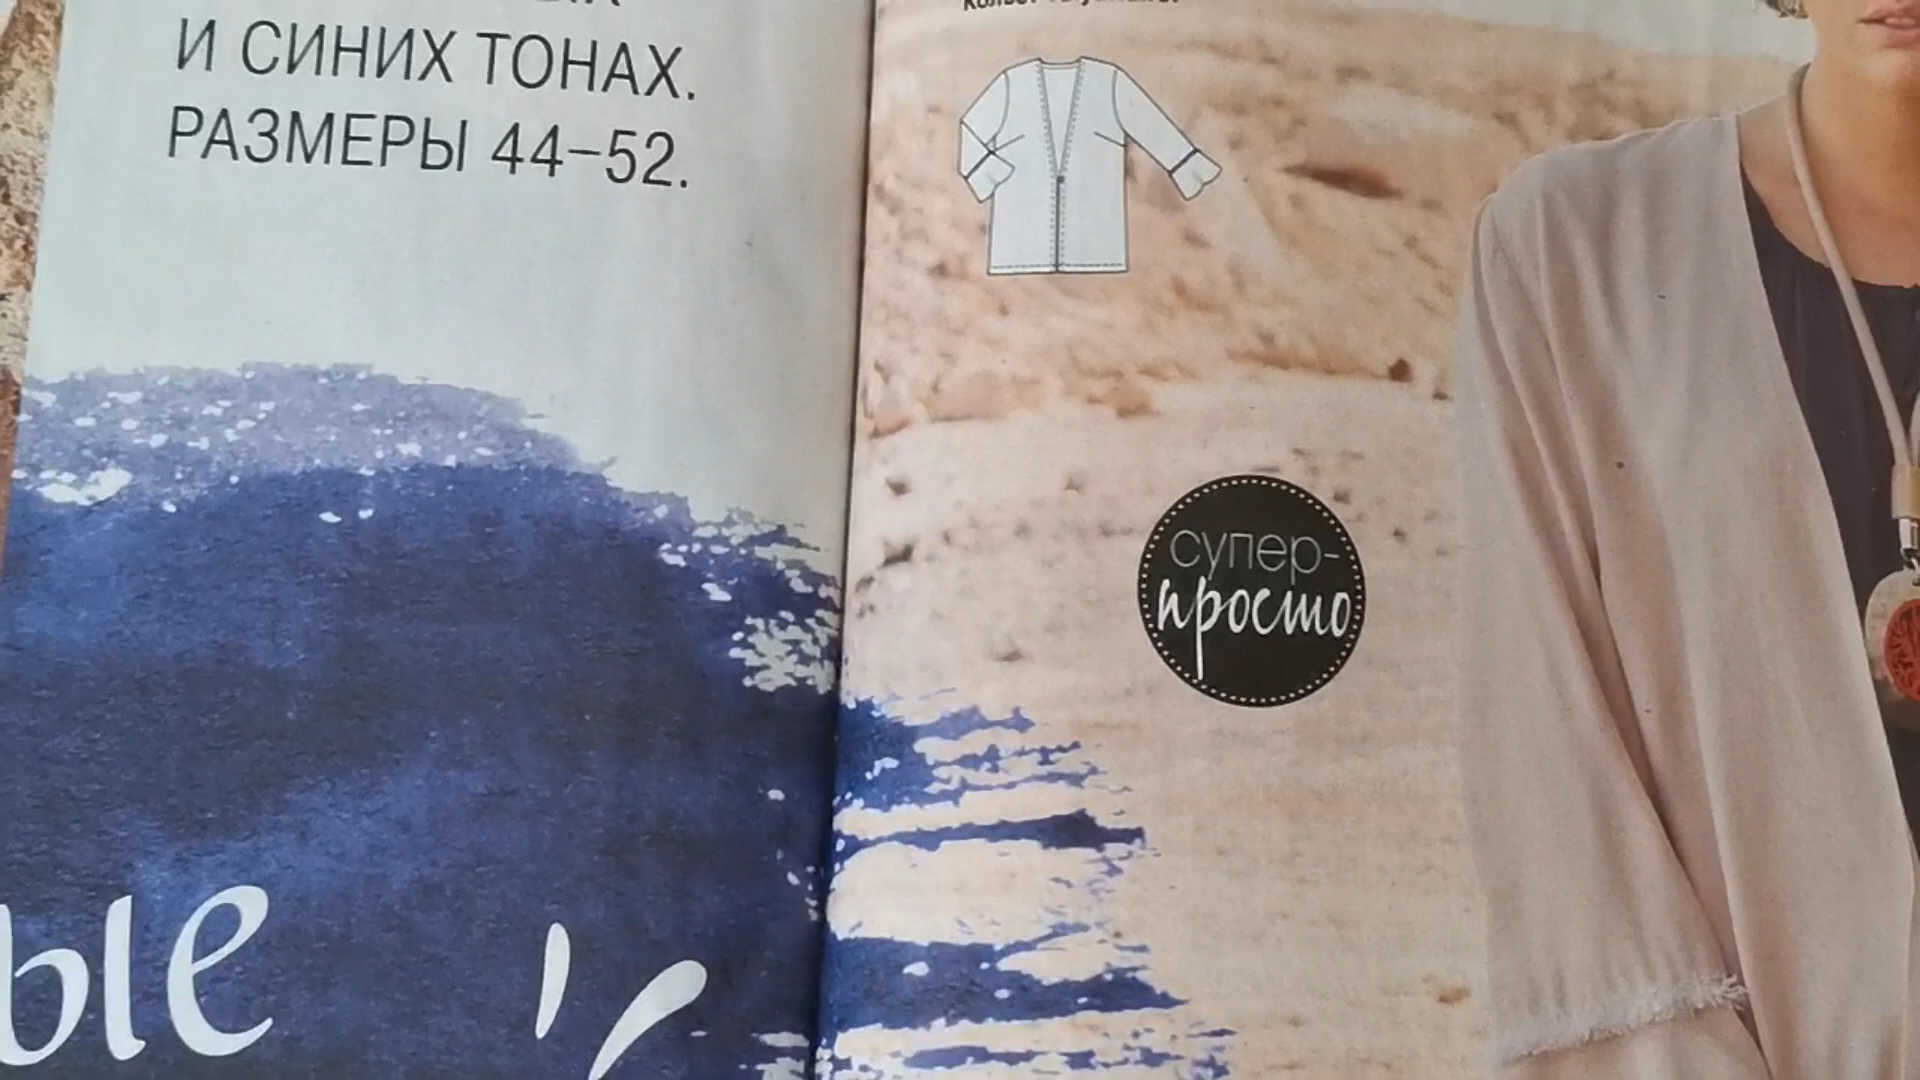 И СИНИХ ТОНАХ.
РАЗМЕРЫ 44–52.
ые
супер-
просто